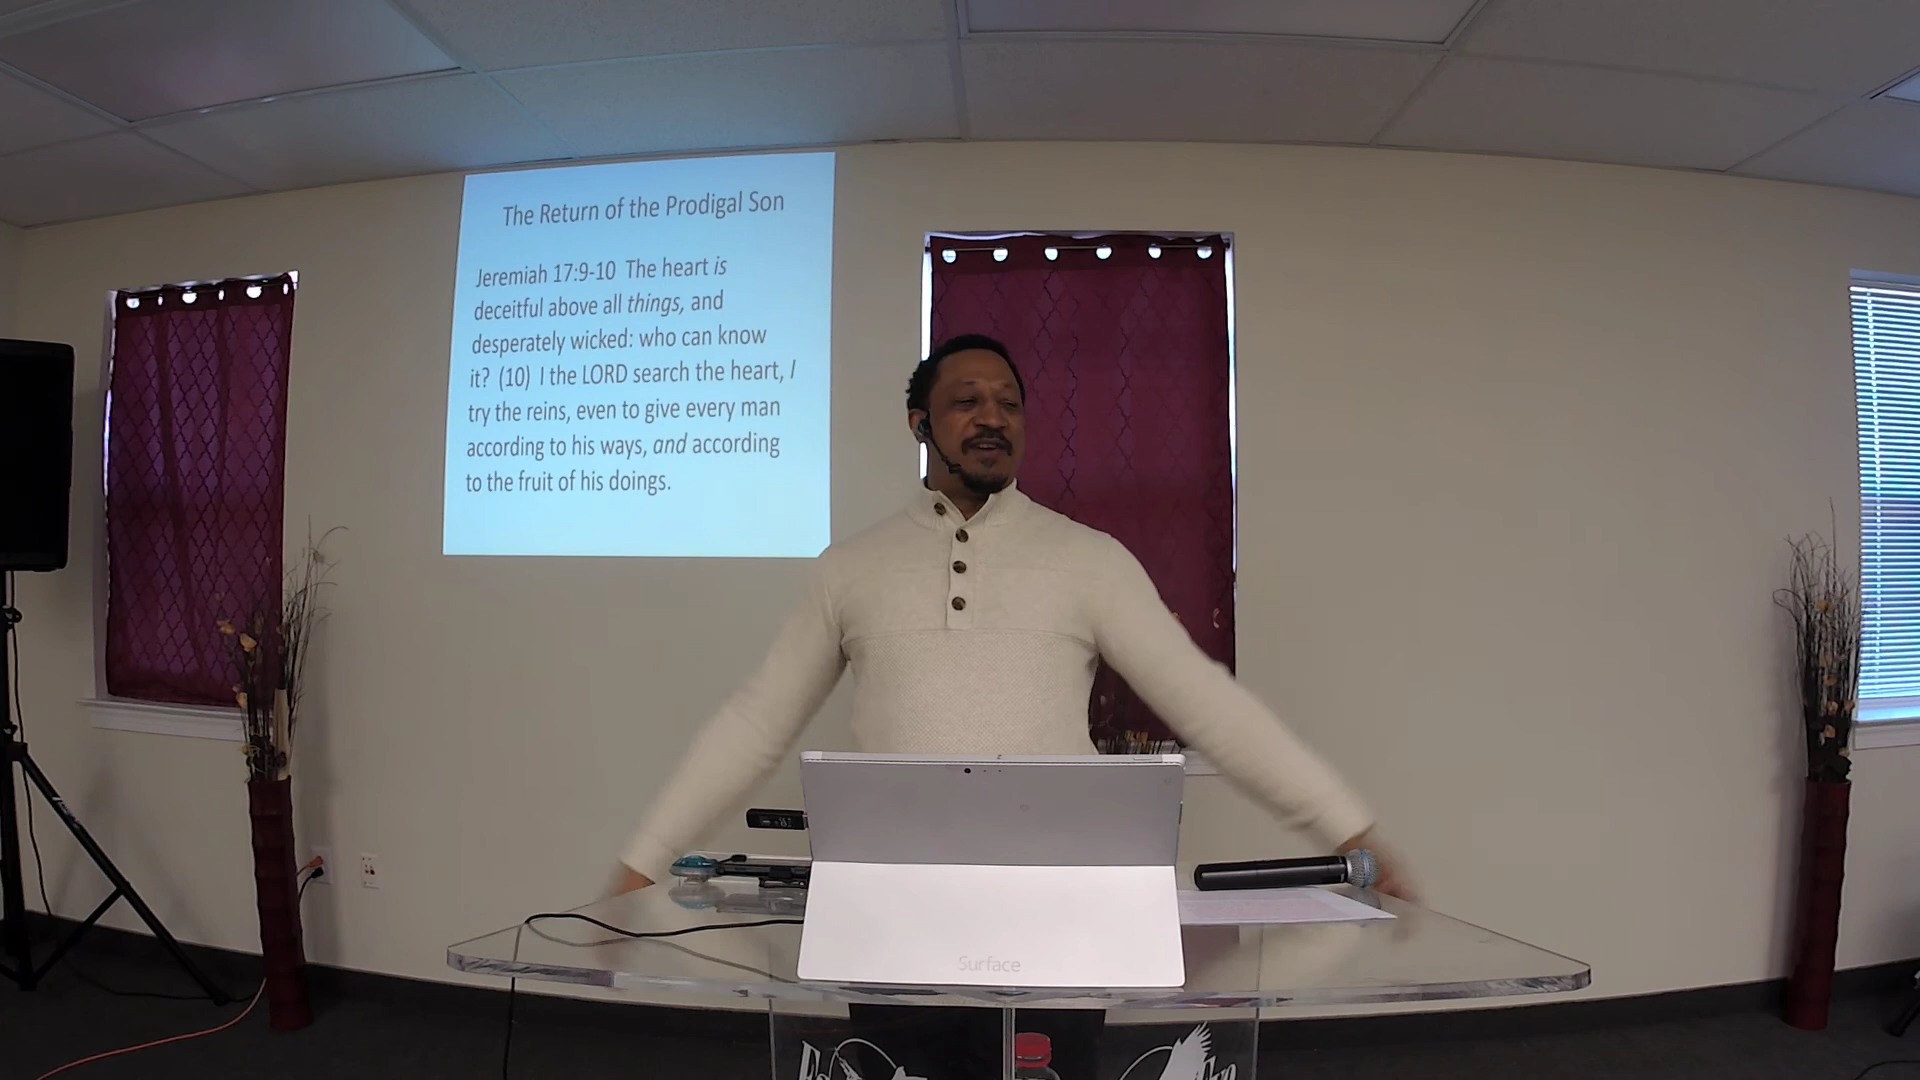 The Return of the Prodigal Son
Jeremiah 17:9-10 The heart is
deceitful above all things, and
desperately wicked: who can know
it? (10) I the LORD search the heart, I
try the reins, even to give every man
according to his ways, and according
to the fruit of his doings.
Surface